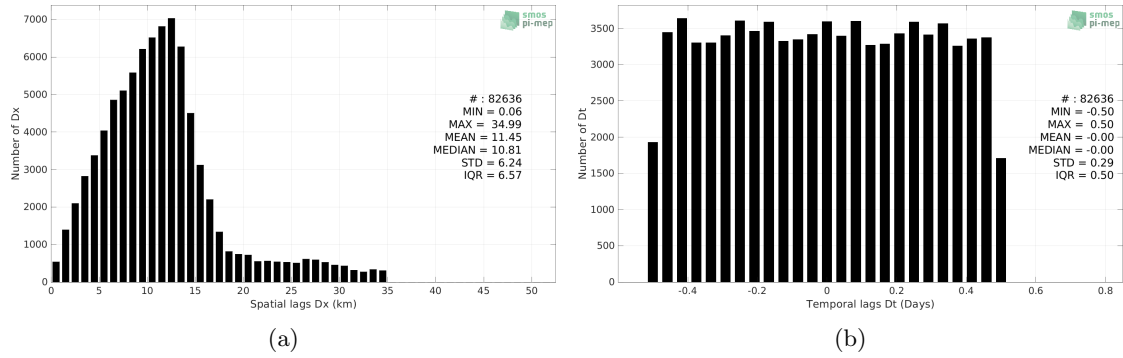 7000
6000
5000
4000
3000
2000
1000
0
Number of Dx
smos
pi-mep
# : 82636
MIN = 0.06
MAX = 34.99
MEAN = 11.45
MEDIAN = 10.81
STD = 6.24
IQR = 6.57
0 5 10 15 20 25 30 35 40 45 50
Spatial lags Dx (km)
(a)
3500
3000
2500
2000
1500
1000
500
0
Number of Dt
smos
pi-mep
# : 82636
MIN = -0.50
MAX = 0.50
MEAN = -0.00
MEDIAN = -0.00
STD = 0.29
IQR = 0.50
-0.4 -0.2 0 0.2 0.4 0.6 0.8
Temporal lags Dt (Days)
(b)